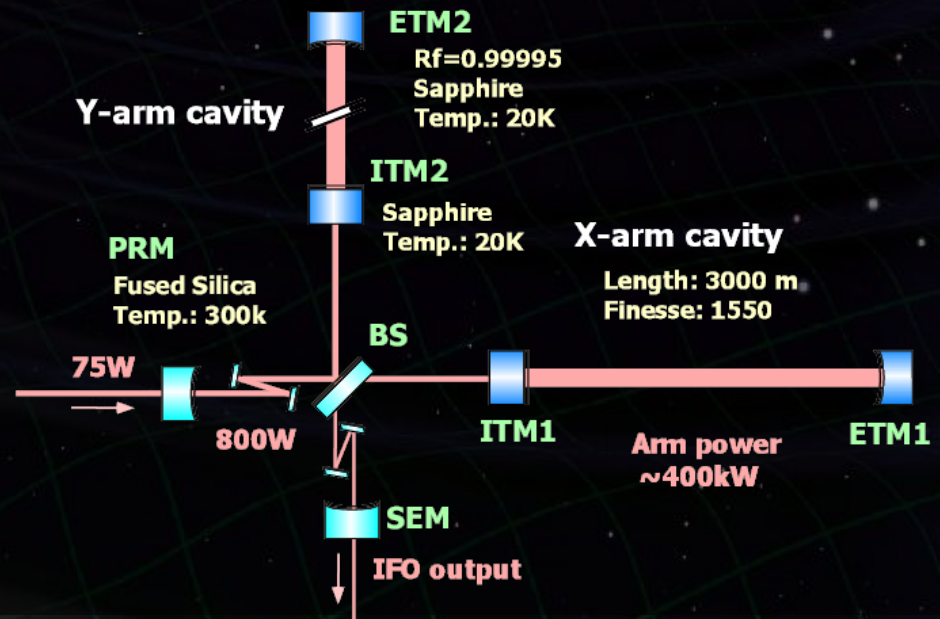 ETM2
Rf=0.99995
Sapphire
Temp.: 20K
Y-arm cavity
ITM2
Sapphire
Temp.: 20K
X-arm cavity
Length: 3000 m
Finesse: 1550
PRM
Fused Silica
Temp.: 300k
BS
75W
800W
ITM1
ETM1
Arm power
~400kW
SEM
IFO output